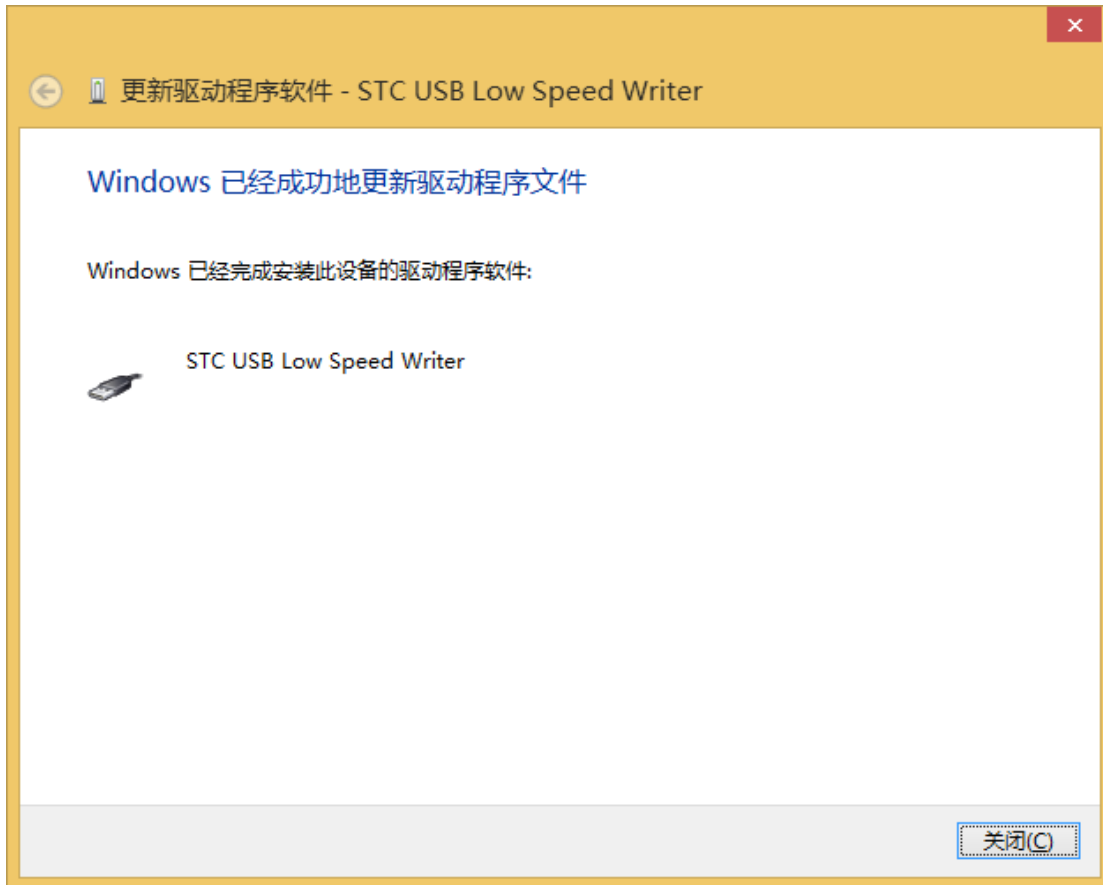 更新驱动程序软件 - STC USB Low Speed Writer
Windows 已经成功地更新驱动程序文件
Windows 已经完成安装此设备的驱动程序软件:
STC USB Low Speed Writer
关闭(C)